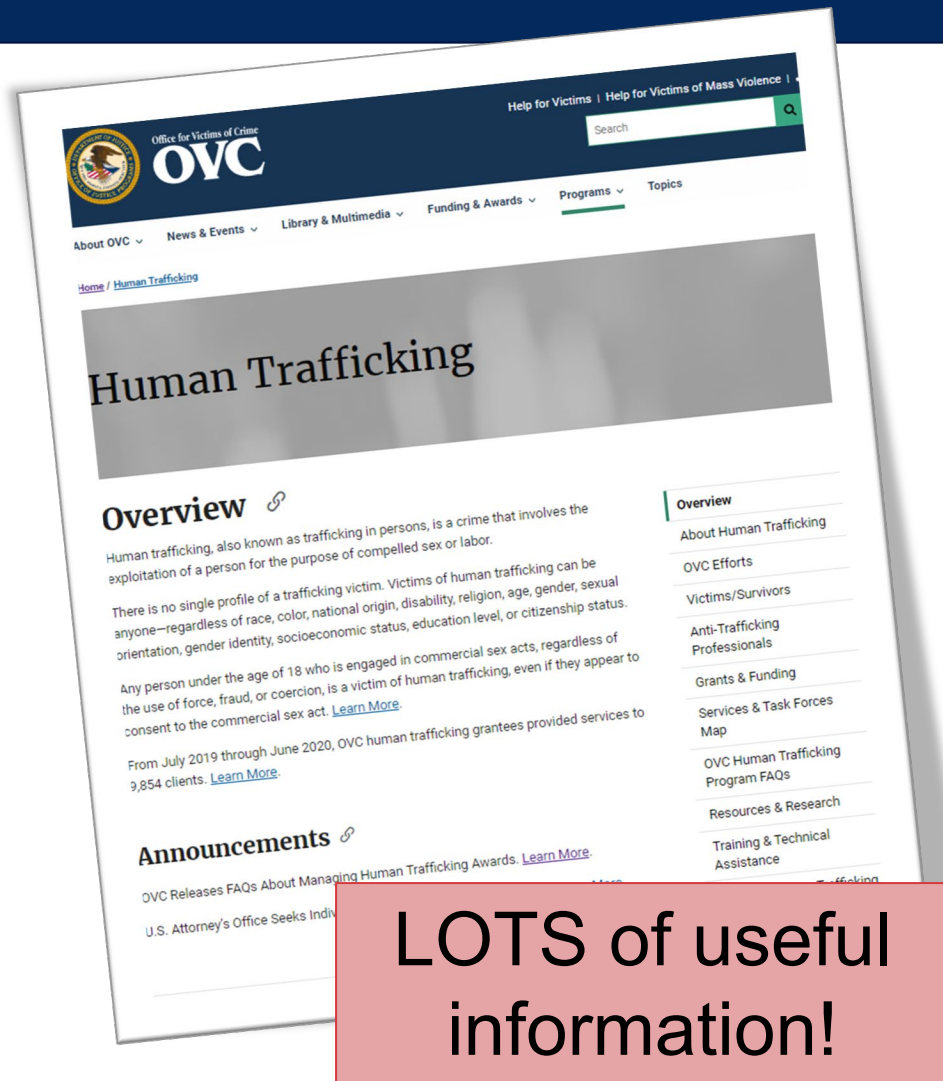 Help for Victims | Help for Victims of Mass Violence |
Office for Victims of Crime
OVC
Search
About OVC
News & Events
Library & Multimedia
Funding & Awards
Programs
Topics
Home / Human Trafficking
Human Trafficking
Overview
Human trafficking, also known as trafficking in persons, is a crime that involves the
exploitation of a person for the purpose of compelled sex or labor.
There is no single profile of a trafficking victim. Victims of human trafficking can be
anyone—regardless of race, color, national origin, disability, religion, age, gender, sexual
orientation, gender identity, socioeconomic status, education level, or citizenship status.
Any person under the age of 18 who is engaged in commercial sex acts, regardless of
the use of force, fraud, or coercion, is a victim of human trafficking, even if they appear to
consent to the commercial sex act. Learn More.
From July 2019 through June 2020, OVC human trafficking grantees provided services to
9,854 clients. Learn More.
Announcements
OVC Releases FAQs About Managing Human Trafficking Awards. Learn More.
U.S. Attorney's Office Seeks
Overview
About Human Trafficking
OVC Efforts
Victims/Survivors
Anti-Trafficking
Professionals
Grants & Funding
Services & Task Forces
Map
OVC Human Trafficking
Program FAQs
Resources & Research
Training & Technical
Assistance
LOTS of useful
information!